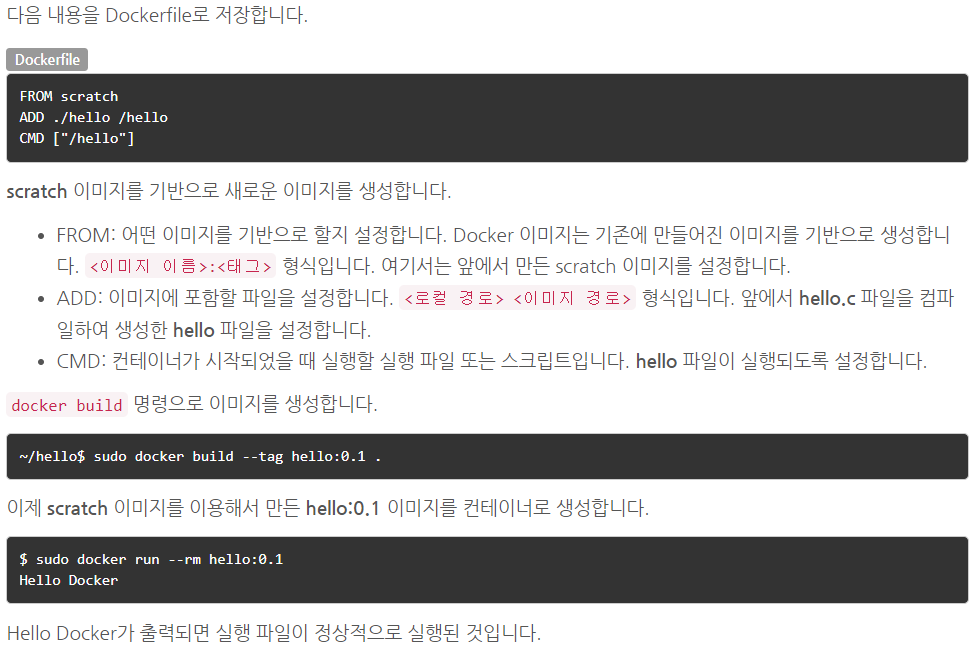 다음 내용을 Dockerfile로 저장합니다.
Dockerfile
FROM scratch
ADD ./hello /hello
CMD ["/hello"]
scratch 이미지를 기반으로 새로운 이미지를 생성합니다.
• FROM: 어떤 이미지를 기반으로 할지 설정합니다. Docker 이미지는 기존에 만들어진 이미지를 기반으로 생성합니
다. <이미지 이름>:<태그> 형식입니다. 여기서는 앞에서 만든 scratch 이미지를 설정합니다.
• ADD: 이미지에 포함할 파일을 설정합니다. <로컬 경로> <이미지 경로> 형식입니다. 앞에서 hello.c 파일을 컴파
일하여 생성한 hello 파일을 설정합니다.
• CMD: 컨테이너가 시작되었을 때 실행할 실행 파일 또는 스크립트입니다. hello 파일이 실행되도록 설정합니다.
docker build 명령으로 이미지를 생성합니다.
~/hello$ sudo docker build --tag hello:0.1 .
이제 scratch 이미지를 이용해서 만든 hello:0.1 이미지를 컨테이너로 생성합니다.
$ sudo docker run --rm hello:0.1
Hello Docker
Hello Docker가 출력되면 실행 파일이 정상적으로 실행된 것입니다.